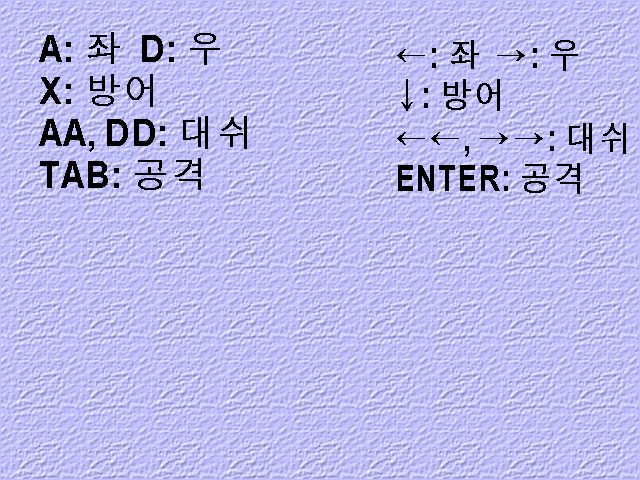 A: 좌 D: 우
X: 방어
AA, DD: 대쉬
TAB: 공격
←: 좌 →: 우
↓: 방어
←←, →→: 대쉬
ENTER: 공격